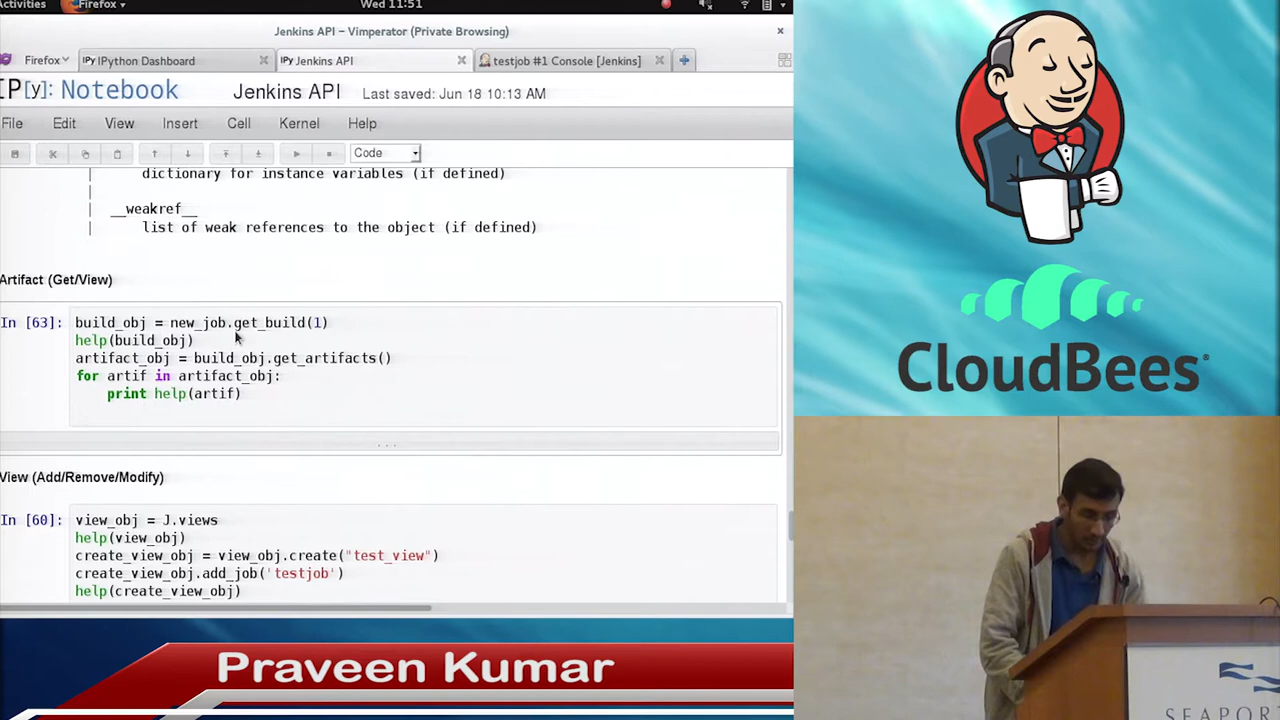 Activities
Firefox
Wed 11:51
Jenkins API – Vimperator (Private Browsing)
Firefox
IPy IPython Dashboard
IPy Jenkins API
testjob #1 Console [Jenkins]
IP[y]: Notebook
Jenkins API
Last saved: Jun 18 10:13 AM
File
Edit
View
Insert
Cell
Kernel
Help
Code
dictionary for instance variables (if defined)
__weakref__
list of weak references to the object (if defined)
Artifact (Get/View)
In [63]:
build_obj = new_job.get_build(1)
help(build_obj)
artifact_obj = build_obj.get_artifacts()
for artif in artifact_obj:
print help(artif)
...
View (Add/Remove/Modify)
In [60]:
view_obj = J.views
help(view_obj)
create_view_obj = view_obj.create("test_view")
create_view_obj.add_job('testjob')
help(create_view_obj)
CloudBees®
Praveen Kumar
SEAPOR